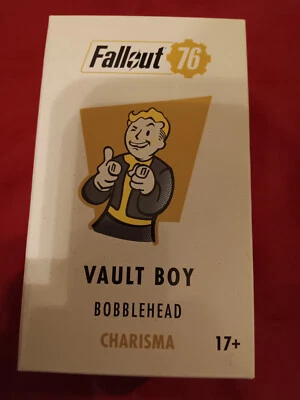 Fallout 76
VAULT BOY
BOBBLEHEAD
CHARISMA
17+